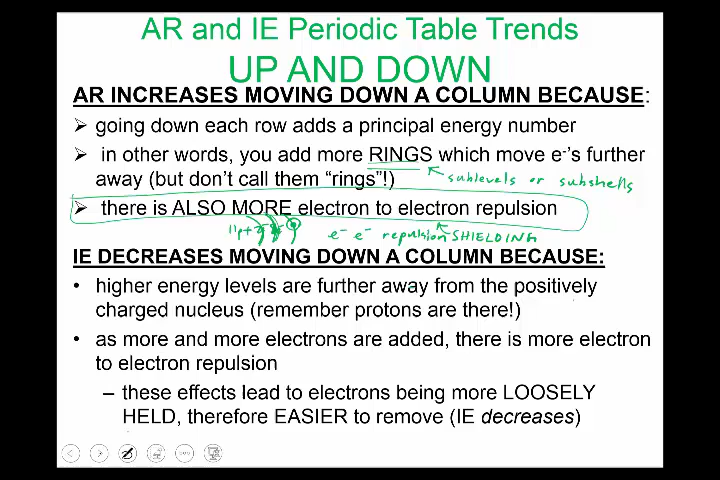 AR and IE Periodic Table Trends
UP AND DOWN
AR INCREASES MOVING DOWN A COLUMN BECAUSE:
➢ going down each row adds a principal energy number
➢ in other words, you add more RINGS which move e-'s further
away (but don't call them "rings"!)
sublevels or subshells
➢ there is ALSO MORE electron to electron repulsion
11p+
e- e- repulsion SHIELDING
IE DECREASES MOVING DOWN A COLUMN BECAUSE:
• higher energy levels are further away from the positively
charged nucleus (remember protons are there!)
• as more and more electrons are added, there is more electron
to electron repulsion
– these effects lead to electrons being more LOOSELY
HELD, therefore EASIER to remove (IE decreases)